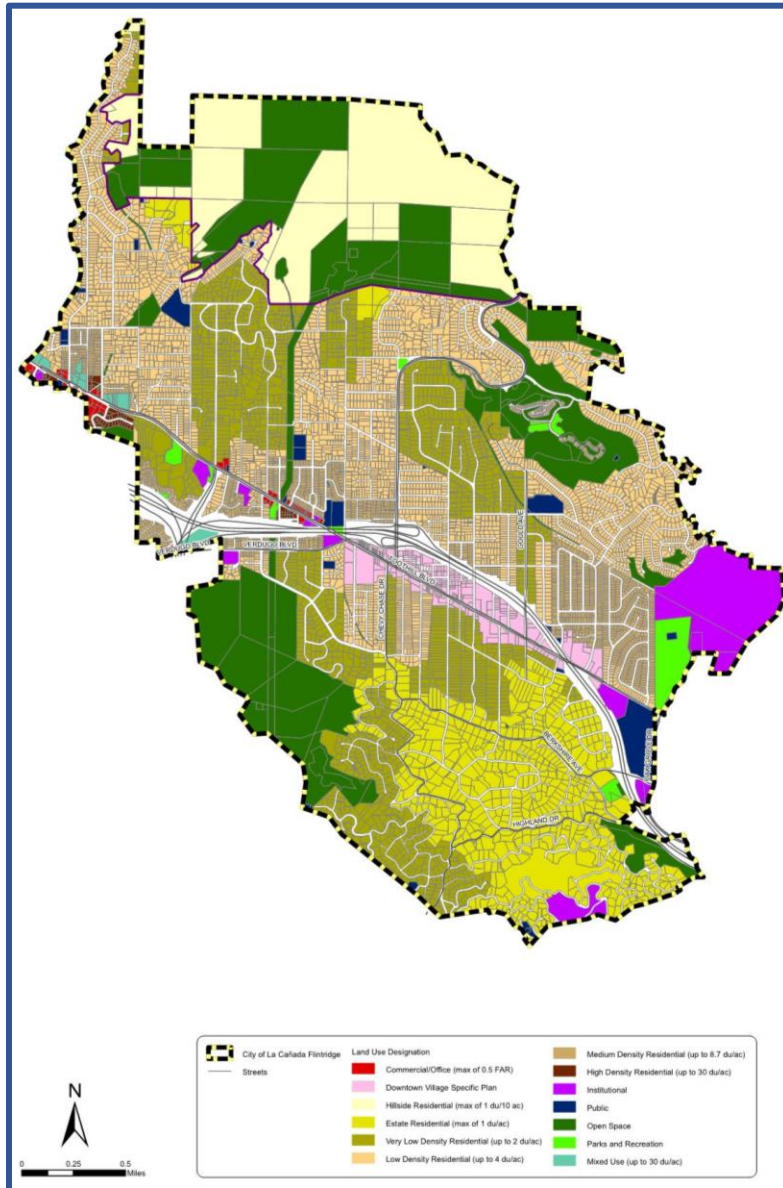 VERDUGO BLVD
VERDUGO BLVD
FOOTHILL BLVD
GOULD AVE
CHEVY CHASE DR
BERKSHIRE AVE
HIGHLAND DR
N
0 0.25 0.5
Miles
City of La Cañada Flintridge
Streets
Land Use Designation
Commercial/Office (max of 0.5 FAR)
Downtown Village Specific Plan
Hillside Residential (max of 1 du/10 ac)
Estate Residential (max of 1 du/ac)
Very Low Density Residential (up to 2 du/ac)
Low Density Residential (up to 4 du/ac)
Medium Density Residential (up to 8.7 du/ac)
High Density Residential (up to 30 du/ac)
Institutional
Public
Open Space
Parks and Recreation
Mixed Use (up to 30 du/ac)